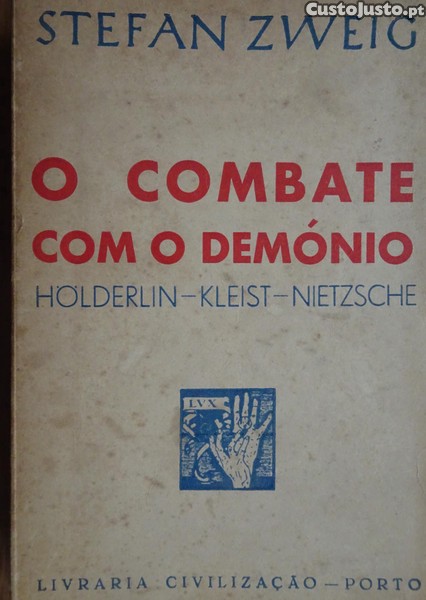 CustoJusto.pt
STEFAN ZWEIG
O COMBATE
COM O DEMÓNIO
HÖLDERLIN–KLEIST–NIETZSCHE
LVX
LIVRARIA CIVILIZAÇÃO – PORTO